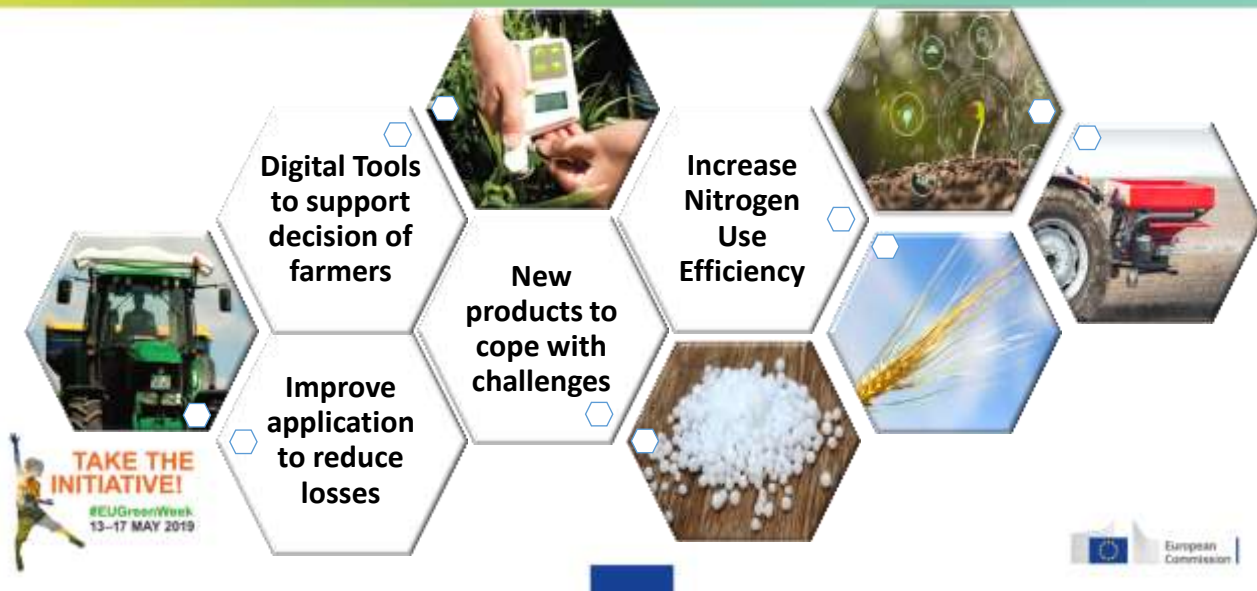 Digital Tools
to support
decision of
farmers
Improve
application
to reduce
losses
New
products to
cope with
challenges
Increase
Nitrogen
Use
Efficiency
TAKE THE
INITIATIVE!
#EUGreenWeek
13–17 MAY 2019
European
Commission